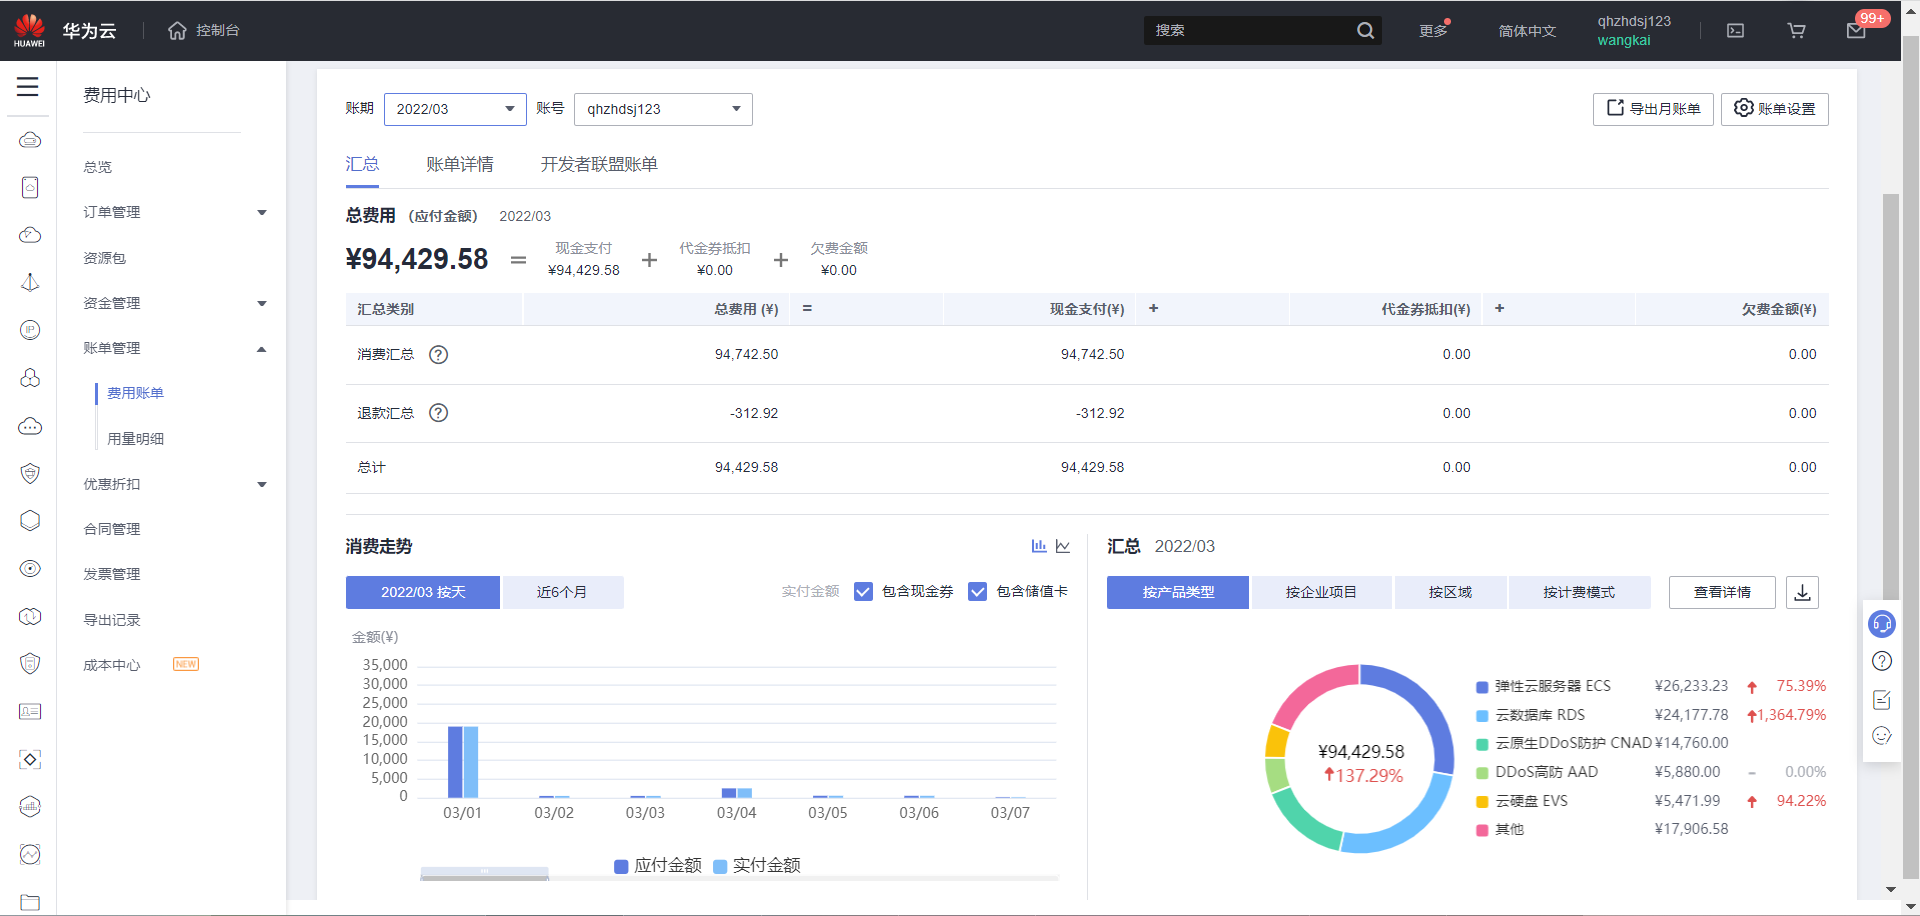 HUAWEI
华为云
控制台
搜索
更多
简体中文
qhzhdsj123
wangkai
99+
费用中心
总览
订单管理
资源包
资金管理
账单管理
费用账单
用量明细
优惠折扣
合同管理
发票管理
导出记录
成本中心 NEW
IP
账期 2022/03 账号 qhzhdsj123
导出月账单 账单设置
汇总 账单详情 开发者联盟账单
总费用 (应付金额) 2022/03
¥94,429.58 = 现金支付 ¥94,429.58 + 代金券抵扣 ¥0.00 + 欠费金额 ¥0.00
汇总类别 总费用 (¥) = 现金支付(¥) + 代金券抵扣(¥) + 欠费金额(¥)
消费汇总 ? 94,742.50 94,742.50 0.00 0.00
退款汇总 ? -312.92 -312.92 0.00 0.00
总计 94,429.58 94,429.58 0.00 0.00
消费走势
2022/03 按天 近6个月
实付金额 包含现金券 包含储值卡
金额(¥)
35,000
30,000
25,000
20,000
15,000
10,000
5,000
0
03/01 03/02 03/03 03/04 03/05 03/06 03/07
应付金额 实付金额
汇总 2022/03
按产品类型 按企业项目 按区域 按计费模式 查看详情
¥94,429.58
137.29%
弹性云服务器 ECS ¥26,233.23 75.39%
云数据库 RDS ¥24,177.78 1,364.79%
云原生DDoS防护 CNAD ¥14,760.00
DDoS高防 AAD ¥5,880.00 – 0.00%
云硬盘 EVS ¥5,471.99 94.22%
其他 ¥17,906.58